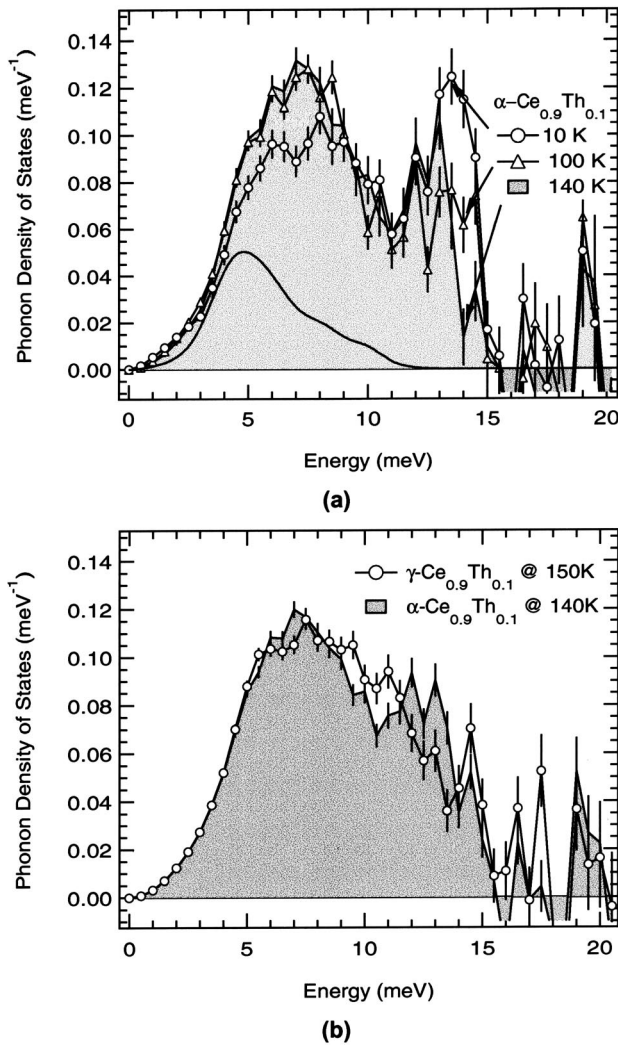 0.14
0.12
0.10
0.08
0.06
0.04
0.02
0.00
Phonon Density of States (meV⁻¹)
α–Ce₀.₉Th₀.₁
10 K
100 K
140 K
0 5 10 15 20
Energy (meV)
(a)
0.14
0.12
0.10
0.08
0.06
0.04
0.02
0.00
Phonon Density of States (meV⁻¹)
γ-Ce₀.₉Th₀.₁ @ 150K
α-Ce₀.₉Th₀.₁ @ 140K
0 5 10 15 20
Energy (meV)
(b)